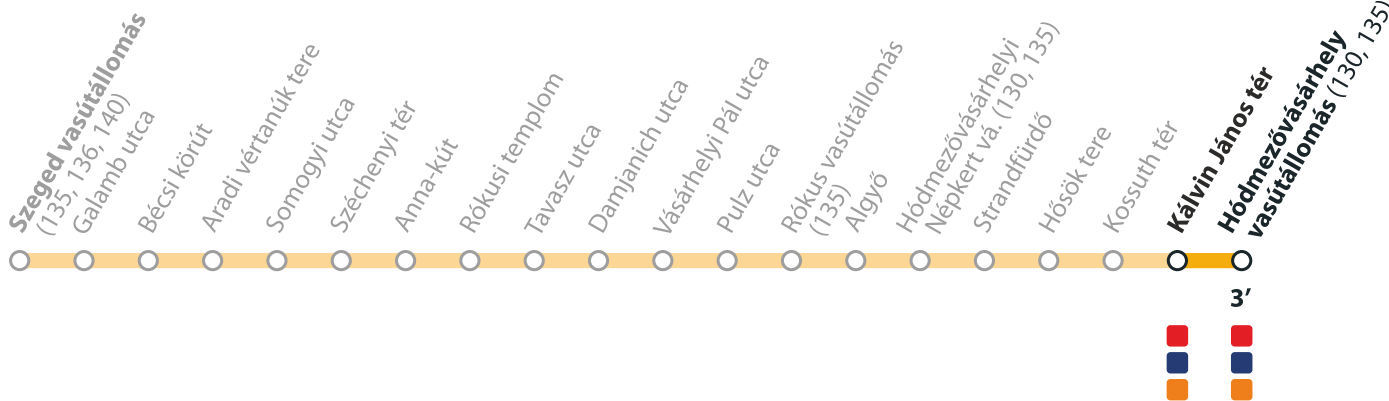 Szeged vasútállomás
(135, 136, 140)
Galamb utca
Bécsi körút
Aradi vértanúk tere
Somogyi utca
Széchenyi tér
Anna-kút
Rókusi templom
Tavasz utca
Damjanich utca
Vásárhelyi Pál utca
Pulz utca
Rókus vasútállomás
(135)
Algyő
Hódmezővásárhelyi
Népkert vá. (130, 135)
Strandfürdő
Hősök tere
Kossuth tér
Kálvin János tér
Hódmezővásárhely
vasútállomás (130, 135)
3’